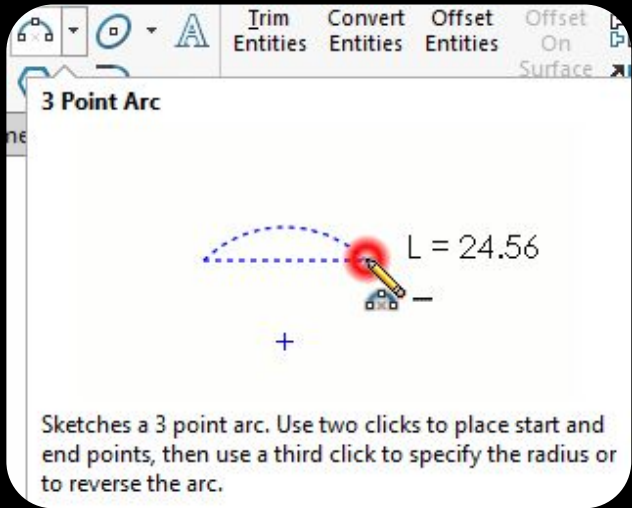 Trim Convert Offset Offset
Entities Entities Entities On
Surface
3 Point Arc
L = 24.56
Sketches a 3 point arc. Use two clicks to place start and
end points, then use a third click to specify the radius or
to reverse the arc.